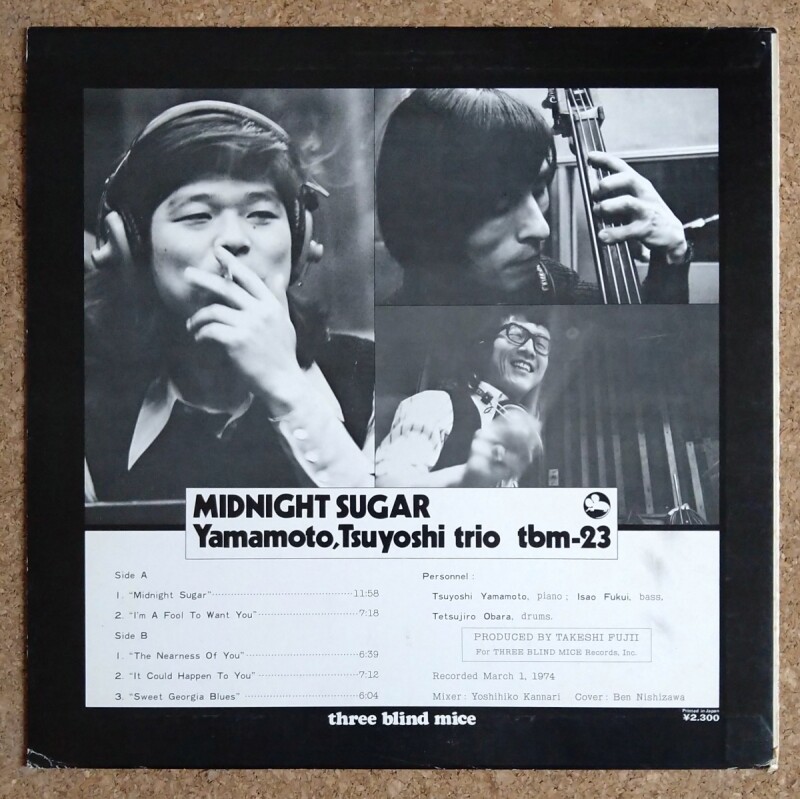 MIDNIGHT SUGAR
Yamamoto,Tsuyoshi trio tbm-23
Side A
1. "Midnight Sugar"	11:58
2. "I'm A Fool To Want You"	7:18
Side B
1. "The Nearness Of You"	6:39
2. "It Could Happen To You"	7:12
3. "Sweet Georgia Blues"	6:04
Personnel :
Tsuyoshi Yamamoto, piano ; Isao Fukui, bass,
Tetsujiro Obara, drums.
PRODUCED BY TAKESHI FUJII
For THREE BLIND MICE Records, Inc.
Recorded March 1, 1974
Mixer: Yoshihiko Kannari Cover: Ben Nishizawa
three blind mice
Printed in Japan
¥2.300